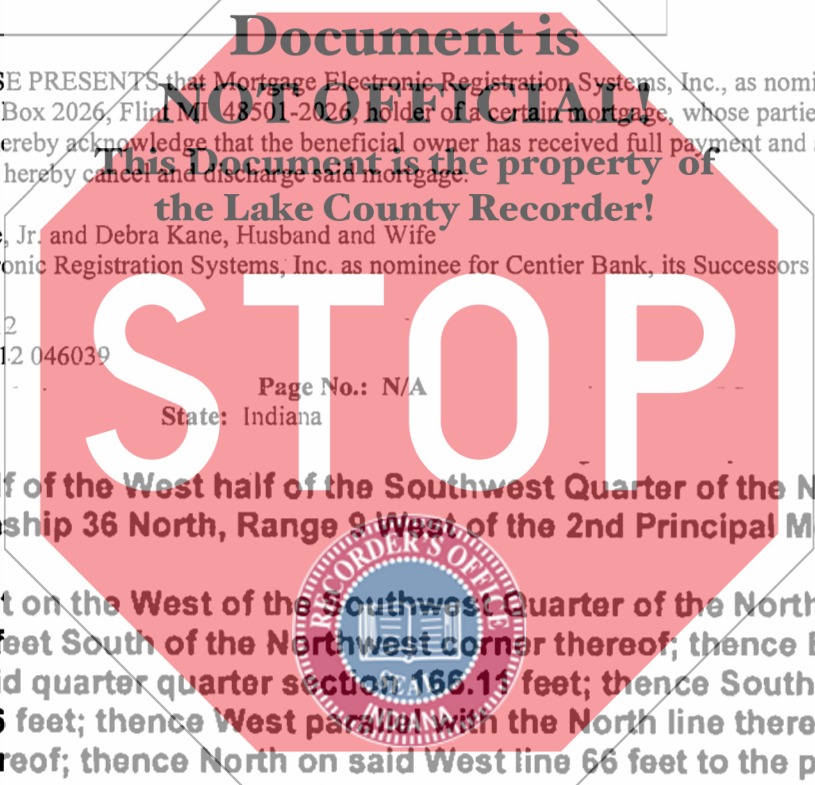 Document is
SE PRESENTS that Mortgage Electronic Registration Systems, Inc., as nomi
NOT OFFICIAL!
Box 2026, Flint MI 48501-2026, holder of a certain mortgage, whose partie
ereby acknowledge that the beneficial owner has received full payment and
This Document is the property of
hereby cancel and discharge said mortgage.
the Lake County Recorder!
, Jr. and Debra Kane, Husband and Wife
onic Registration Systems, Inc. as nominee for Centier Bank, its Successors
2
12 046039
Page No.: N/A
State: Indiana
STOP
f of the West half of the Southwest Quarter of the N
ship 36 North, Range 9 West of the 2nd Principal M
RECORDER'S OFFICE
t on the West of the Southwest Quarter of the North
feet South of the Northwest corner thereof; thence
id quarter quarter section 166.11 feet; thence South
SEAL
feet; thence West parallel with the North line there
INDIANA
reof; thence North on said West line 66 feet to the p